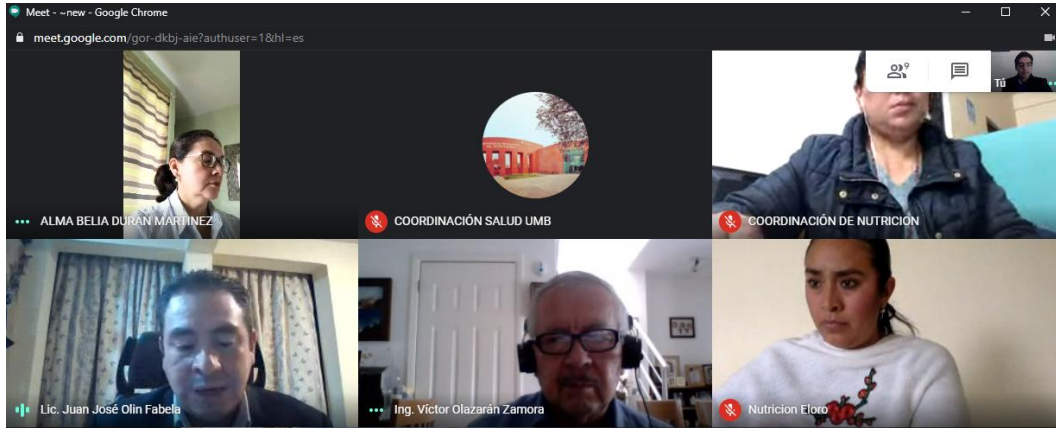 Meet - ~new - Google Chrome
meet.google.com/gor-dkbj-aie?authuser=1&hl=es
9
Tú
ALMA BELIA DURÁN MARTÍNEZ
COORDINACIÓN SALUD UMB
COORDINACIÓN DE NUTRICION
Lic. Juan José Olin Fabela
Ing. Víctor Olazarán Zamora
Nutricion Eloro